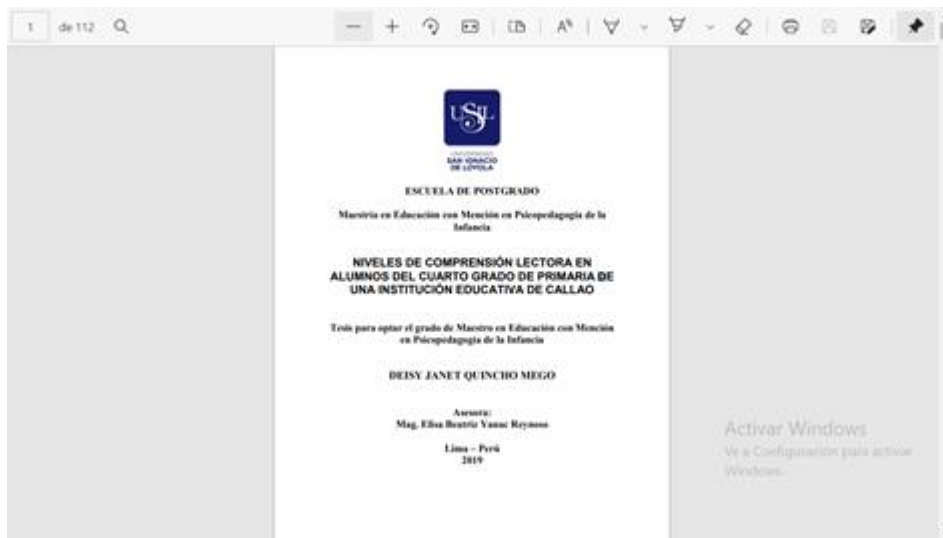 1 de 112
USIL
UNIVERSIDAD
SAN IGNACIO
DE LOYOLA
ESCUELA DE POSTGRADO
Maestría en Educación con Mención en Psicopedagogía de la
Infancia
NIVELES DE COMPRENSIÓN LECTORA EN
ALUMNOS DEL CUARTO GRADO DE PRIMARIA DE
UNA INSTITUCIÓN EDUCATIVA DE CALLAO
Tesis para optar el grado de Maestro en Educación con Mención
en Psicopedagogía de la Infancia
DEISY JANET QUINCHO MEGO
Asesora:
Mag. Elisa Beatriz Yanac Reynoso
Lima – Perú
2019
Activar Windows
Ve a Configuración para activar
Windows.